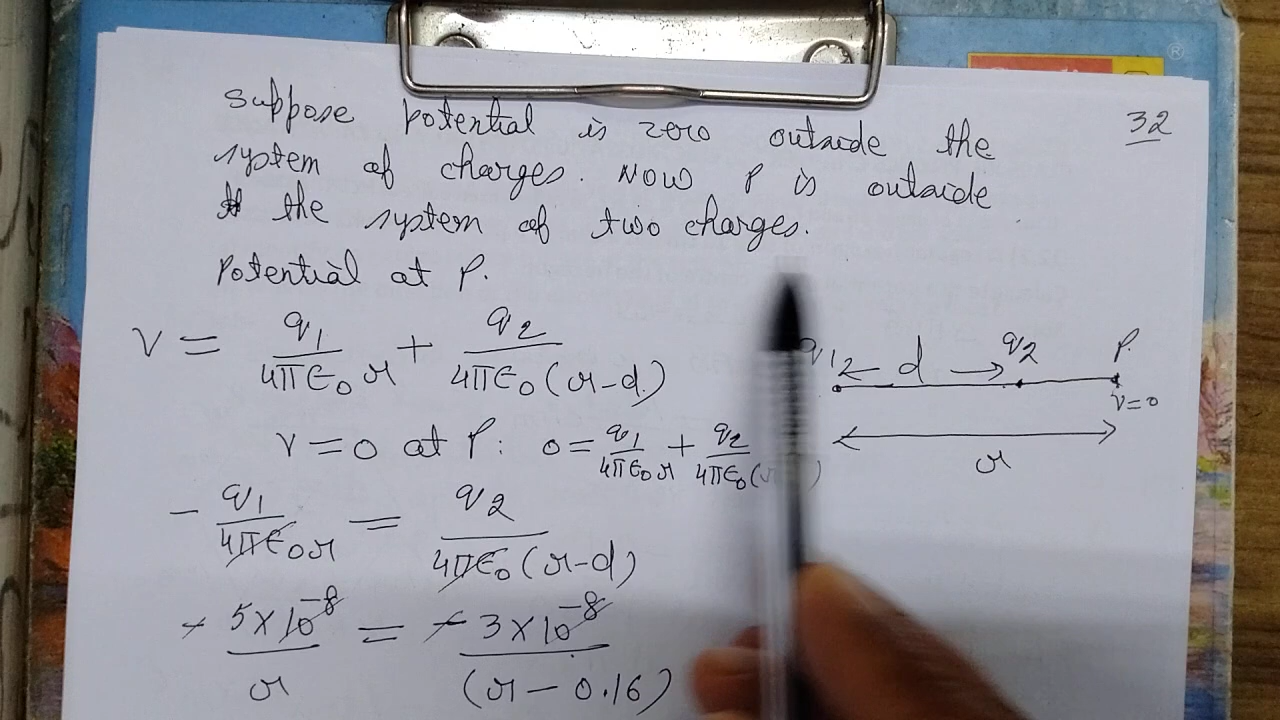 32
Suppose potential is zero outside the
system of charges. Now P is outside
the system of two charges.
Potential at P.
V = q1/4πε0r + q2/4πε0(r-d)
q1 ← d → q2 P.
V=0
r
V=0 at P: 0 = q1/4πε0r + q2/4πε0(
- q1/4πε0r = q2/4πε0(r-d)
- 5×10^-8/r = - 3×10^-8/(r-0.16)
®